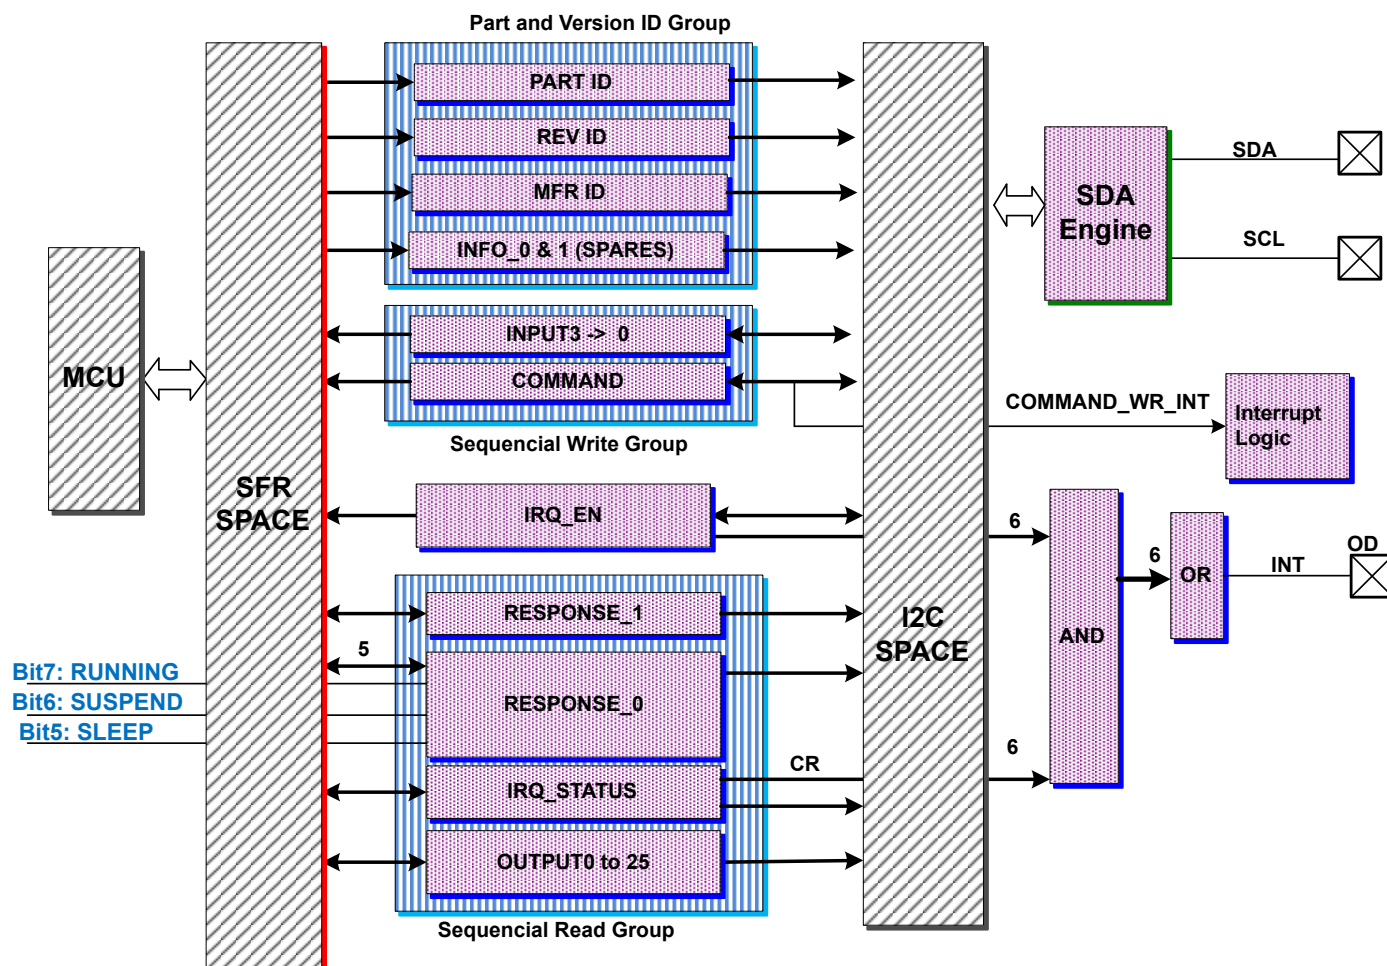 Part and Version ID Group
PART ID
REV ID
MFR ID
INFO_0 & 1 (SPARES)
INPUT3 -> 0
COMMAND
Sequencial Write Group
MCU
SFR
SPACE
IRQ_EN
RESPONSE_1
5
RESPONSE_0
Bit7: RUNNING
Bit6: SUSPEND
Bit5: SLEEP
CR
IRQ_STATUS
OUTPUT0 to 25
Sequencial Read Group
I2C
SPACE
SDA
Engine
SDA
SCL
COMMAND_WR_INT
Interrupt
Logic
6
6
AND
6
OR
INT
OD